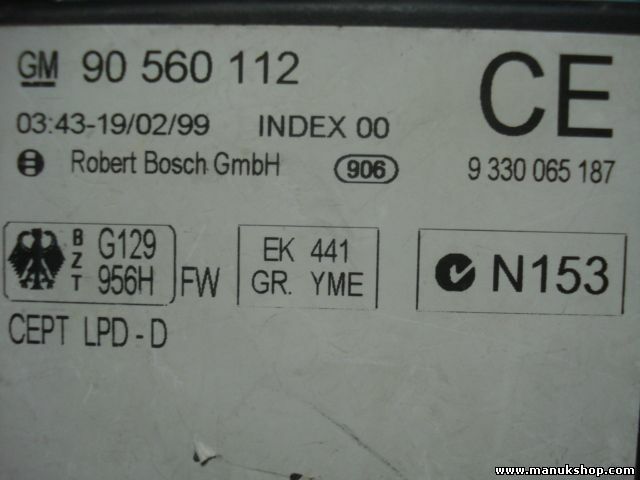 GM 90 560 112
CE
03:43-19/02/99 INDEX 00
Robert Bosch GmbH 906 9 330 065 187
BZT G129 956H FW
EK 441
GR. YME
N153
CEPT LPD - D
www.manukshop.com